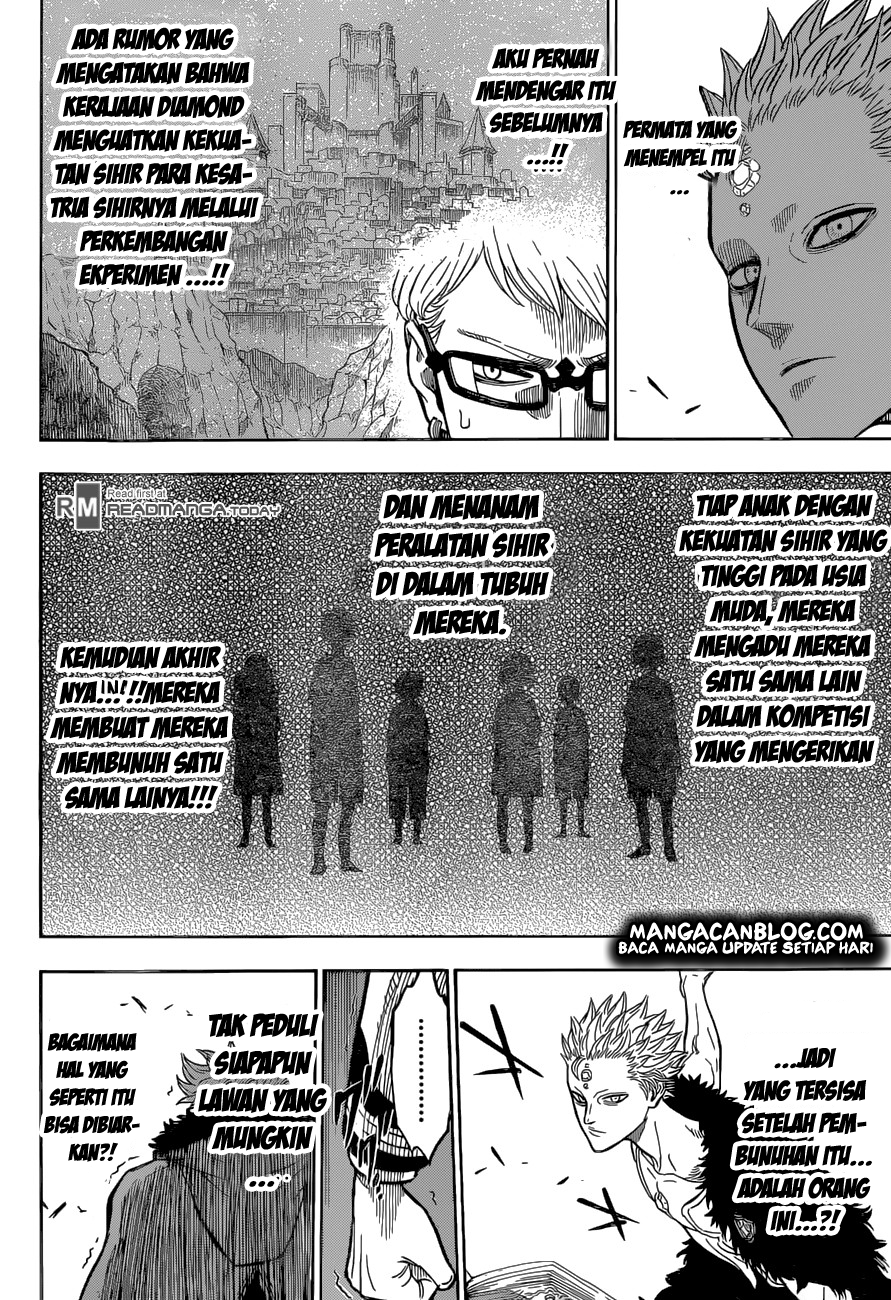 PERMATA YANG
MENEMPEL ITU
...
AKU PERNAH
MENDENGAR ITU
SEBELUMNYA
....!!
ADA RUMOR YANG
MENGATAKAN BAHWA
KERAJAAN DIAMOND
MENGUATKAN KEKUA-
TAN SIHIR PARA KESA-
TRIA SIHIRNYA MELALUI
PERKEMBANGAN
EKPERIMEN ....!!
TIAP ANAK DENGAN
KEKUATAN SIHIR YANG
TINGGI PADA USIA
MUDA, MEREKA
MENGADU MEREKA
SATU SAMA LAIN
DALAM KOMPETISI
YANG MENGERIKAN
DAN MENANAM
PERALATAN SIHIR
DI DALAM TUBUH
MEREKA.
KEMUDIAN AKHIR
NYA...!!MEREKA
MEMBUAT MEREKA
MEMBUNUH SATU
SAMA LAINYA!!!
RM
Read first at
READMANGA.TODAY
MANGACANBLOG.COM
BACA MANGA UPDATE SETIAP HARI
....JADI
YANG TERSISA
SETELAH PEM-
BUNUHAN ITU...
ADALAH ORANG
INI....?!
........
TAK PEDULI
SIAPAPUN
LAWAN YANG
MUNGKIN
...
BAGAIMANA
HAL YANG
SEPERTI ITU
BISA DIBIAR-
KAN?!